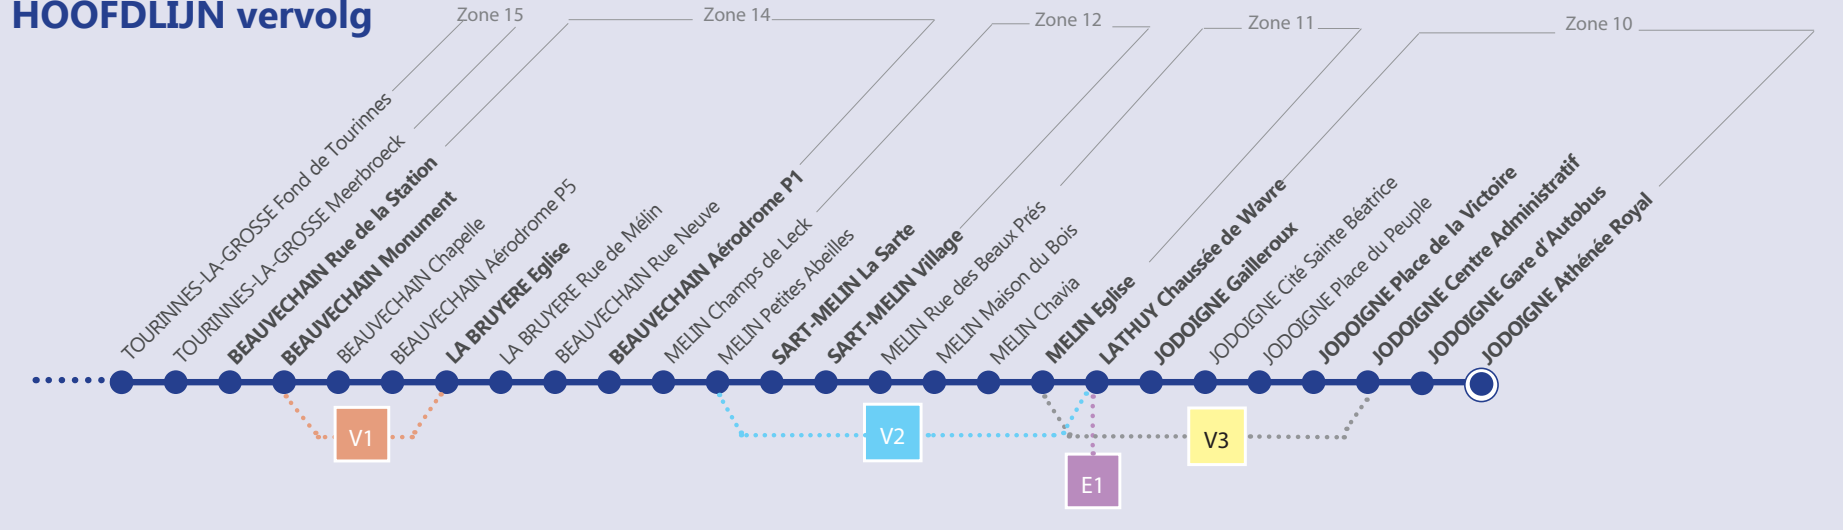 HOOFDLIJN vervolg
Zone 15
Zone 14
Zone 12
Zone 11
Zone 10
TOURINNES-LA-GROSSE Fond de Tourinnes
TOURINNES-LA-GROSSE Meerbroeck
BEAUVECHAIN Rue de la Station
BEAUVECHAIN Monument
BEAUVECHAIN Chapelle
BEAUVECHAIN Aérodrome P5
LA BRUYERE Eglise
LA BRUYERE Rue de Mélin
BEAUVECHAIN Rue Neuve
BEAUVECHAIN Aérodrome P1
MELIN Champs de Leck
MELIN Petites Abeilles
SART-MELIN La Sarte
SART-MELIN Village
MELIN Rue des Beaux Prés
MELIN Maison du Bois
MELIN Chavia
MELIN Eglise
LATHUY Chaussée de Wavre
JODOIGNE Gailleroux
JODOIGNE Cité Sainte Béatrice
JODOIGNE Place du Peuple
JODOIGNE Place de la Victoire
JODOIGNE Centre Administratif
JODOIGNE Gare d'Autobus
JODOIGNE Athénée Royal
V1
V2
V3
E1